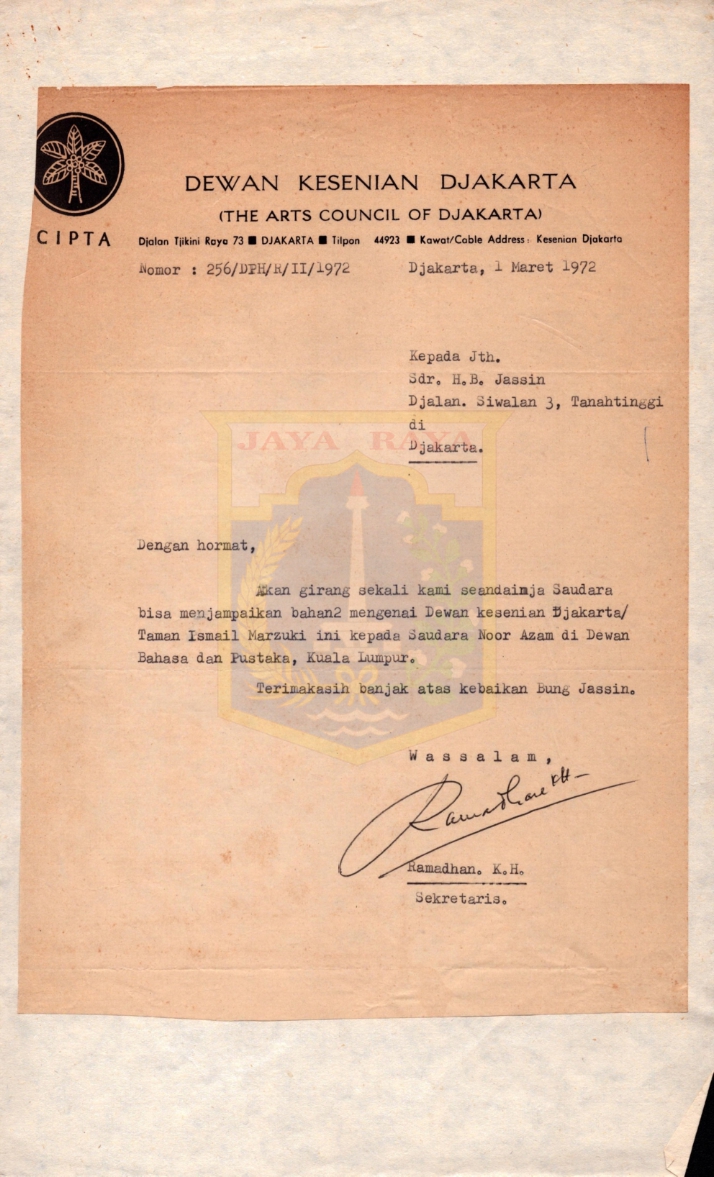 DEWAN KESENIAN DJAKARTA
(THE ARTS COUNCIL OF DJAKARTA)
CIPTA
Djalan Tjikini Raya 73 ■ DJAKARTA ■ Tilpon 44923 ■ Kawat/Cable Address: Kesenian Djakarta
Nomor : 256/DPH/R/II/1972
Djakarta, 1 Maret 1972
Kepada Jth.
Sdr. H.B. Jassin
Djalan. Siwalan 3, Tanahtinggi
di
Djakarta.
JAYA RAYA
Dengan hormat,
Akan girang sekali kami seandainja Saudara
bisa menjampaikan bahan2 mengenai Dewan kesenian Djakarta/
Taman Ismail Marzuki ini kepada Saudara Noor Azam di Dewan
Bahasa dan Pustaka, Kuala Lumpur.
Terimakasih banjak atas kebaikan Bung Jassin.
Wassalam,
Ramadhan KH
Ramadhan. K.H.
Sekretaris.